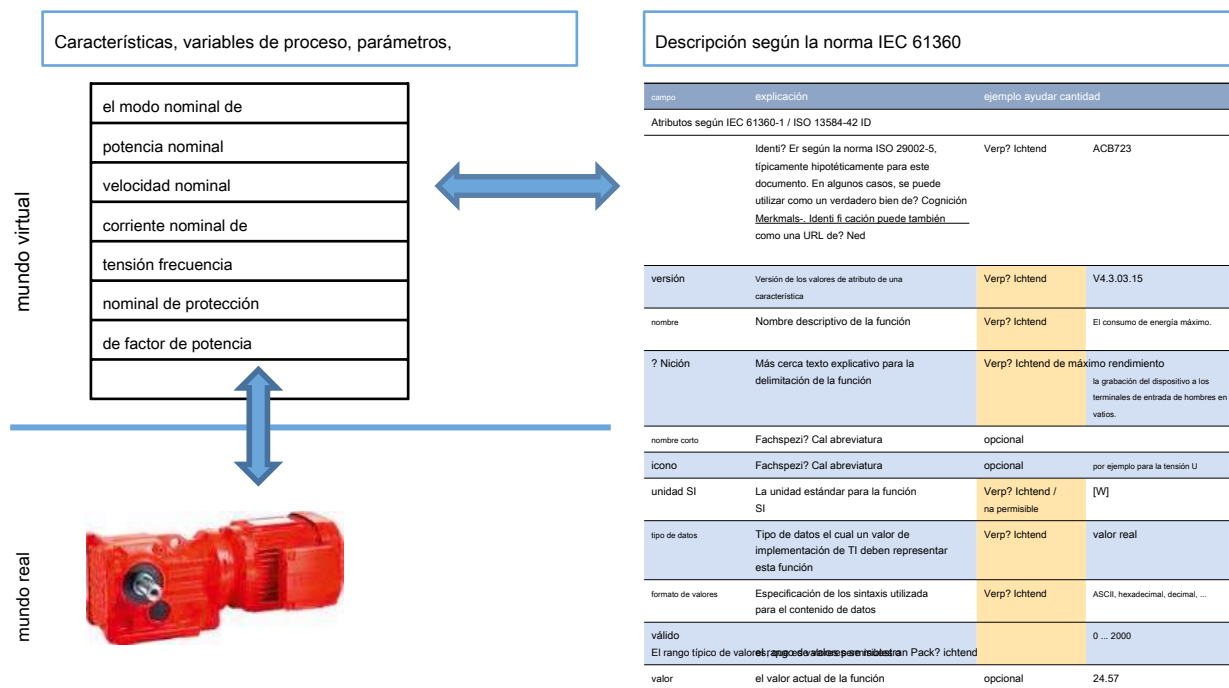 Características, variables de proceso, parámetros,
mundo virtual
el modo nominal de
potencia nominal
velocidad nominal
corriente nominal de
tensión frecuencia
nominal de protección
de factor de potencia
mundo real
Descripción según la norma IEC 61360
campo explicación ejemplo ayudar cantidad
Atributos según IEC 61360-1 / ISO 13584-42 ID
Identi? Er según la norma ISO 29002-5, Verp? Ichtend ACB723
típicamente hipotéticamente para este
documento. En algunos casos, se puede
utilizar como un verdadero bien de? Cognición
Merkmals-. Identi fi cación puede también
como una URL de? Ned
versión Versión de los valores de atributo de una Verp? Ichtend V4.3.03.15
característica
nombre Nombre descriptivo de la función Verp? Ichtend El consumo de energía máximo.
? Nición Más cerca texto explicativo para la Verp? Ichtend de máximo rendimiento
delimitación de la función la grabación del dispositivo a los
terminales de entrada de hombres en
vatios.
nombre corto Fachspezi? Cal abreviatura opcional
icono Fachspezi? Cal abreviatura opcional por ejemplo para la tensión U
unidad SI La unidad estándar para la función Verp? Ichtend / [W]
SI na permisible
tipo de datos Tipo de datos el cual un valor de Verp? Ichtend valor real
implementación de TI deben representar
esta función
formato de valores Especificación de los sintaxis utilizada Verp? Ichtend ASCII, hexadecimal, decimal, ...
para el contenido de datos
válido 0 ... 2000
El rango típico de valores an Pack? ichtend
valor el valor actual de la función opcional 24.57